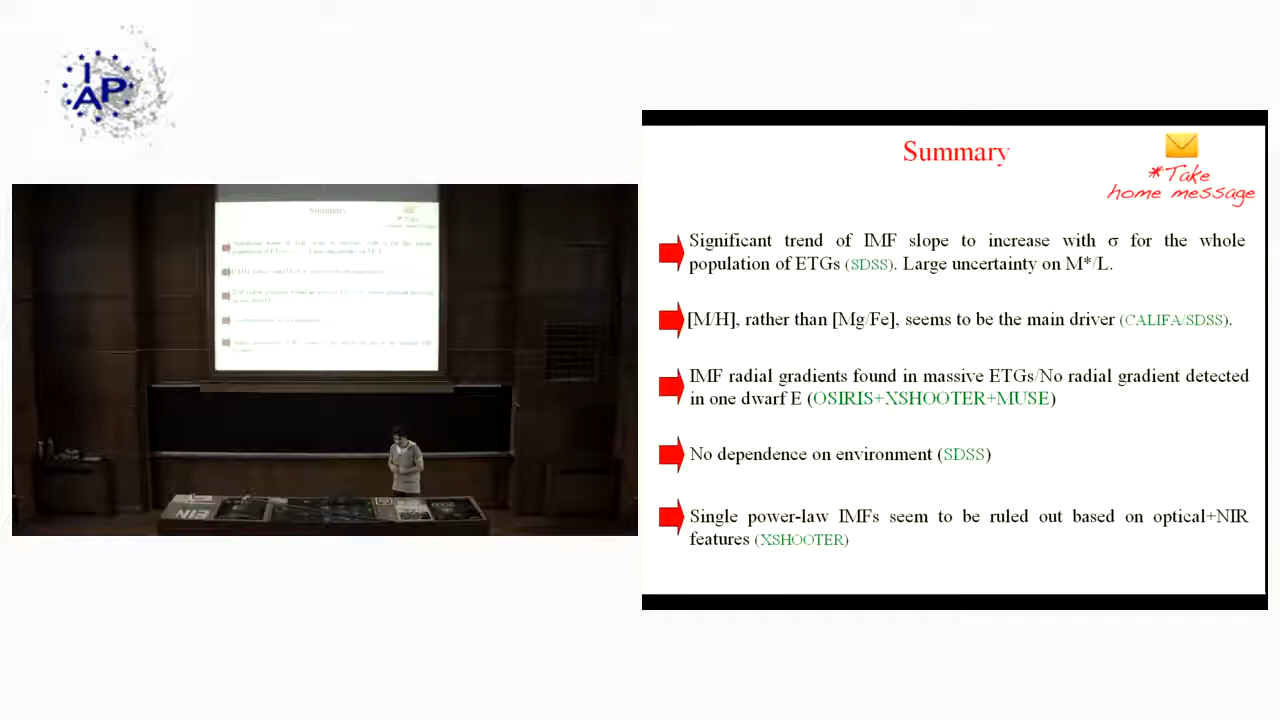 IAP
Summary
*Take
home message
Significant trend of IMF slope to increase with σ for the whole
population of ETGs (SDSS). Large uncertainty on M*/L.
[M/H], rather than [Mg/Fe], seems to be the main driver (CALIFA/SDSS).
IMF radial gradients found in massive ETGs/No radial gradient detected
in one dwarf E (OSIRIS+XSHOOTER+MUSE)
No dependence on environment (SDSS)
Single power-law IMFs seem to be ruled out based on optical+NIR
features (XSHOOTER)
Summary